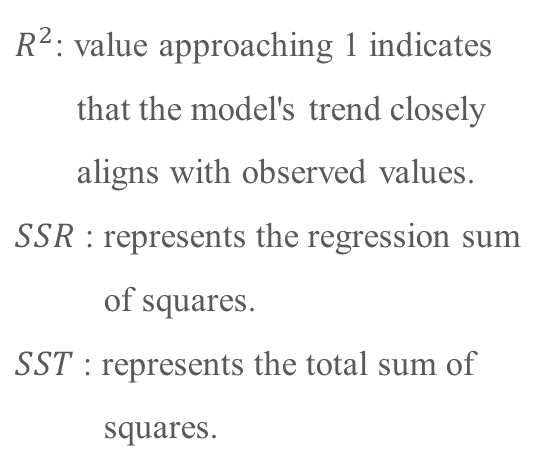 R²: value approaching 1 indicates
that the model's trend closely
aligns with observed values.
SSR : represents the regression sum
of squares.
SST : represents the total sum of
squares.